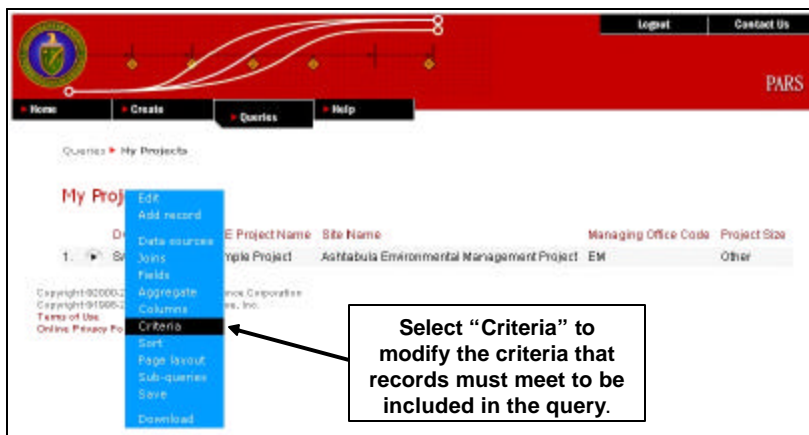 Logout Contact Us
PARS
Home Create Queries Help
Queries My Projects
My Proj
E Project Name Site Name Managing Office Code Project Size
1. mple Project Ashtabula Environmental Management Project EM Other
Edit
Add record
Data sources
Joins
Fields
Aggregate
Columns
Criteria
Sort
Page layout
Sub-queries
Save
Download
Terms of Use
Online Privacy Po
Select “Criteria” to
modify the criteria that
records must meet to be
included in the query.